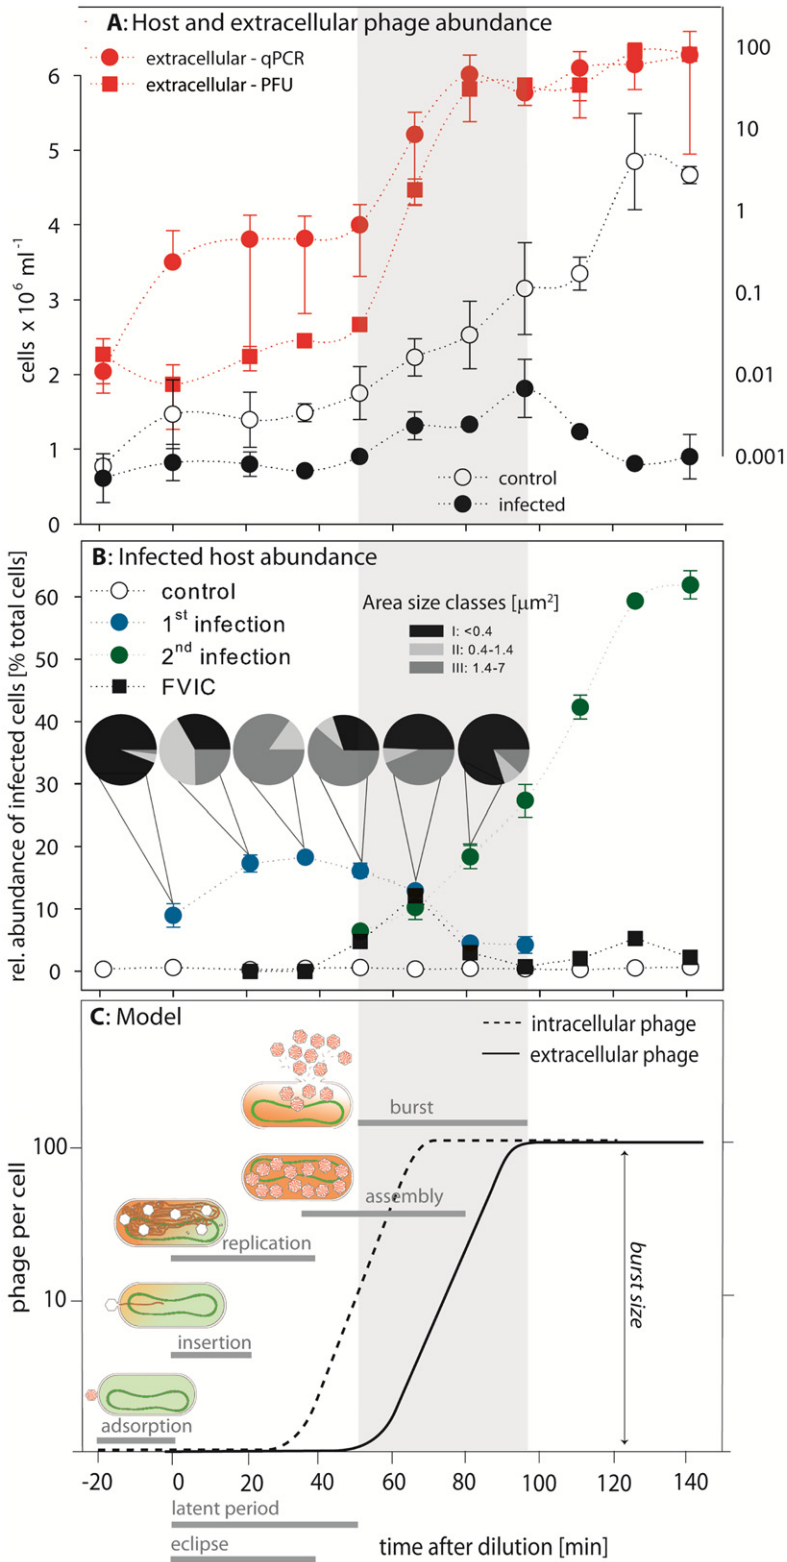 A: Host and extracellular phage abundance
extracellular - qPCR
extracellular - PFU
6
5
4
3
2
1
0
cells x 10⁶ ml⁻¹
100
10
1
0.1
0.01
0.001
control
infected
B: Infected host abundance
control
1st infection
2nd infection
FVIC
Area size classes [μm²]
I: <0.4
II: 0.4-1.4
III: 1.4-7
60
50
40
30
20
10
0
rel. abundance of infected cells [% total cells]
C: Model
intracellular phage
extracellular phage
burst
100
assembly
replication
phage per cell
burst size
10
insertion
adsorption
-20 0 20 40 60 80 100 120 140
latent period
eclipse
time after dilution [min]